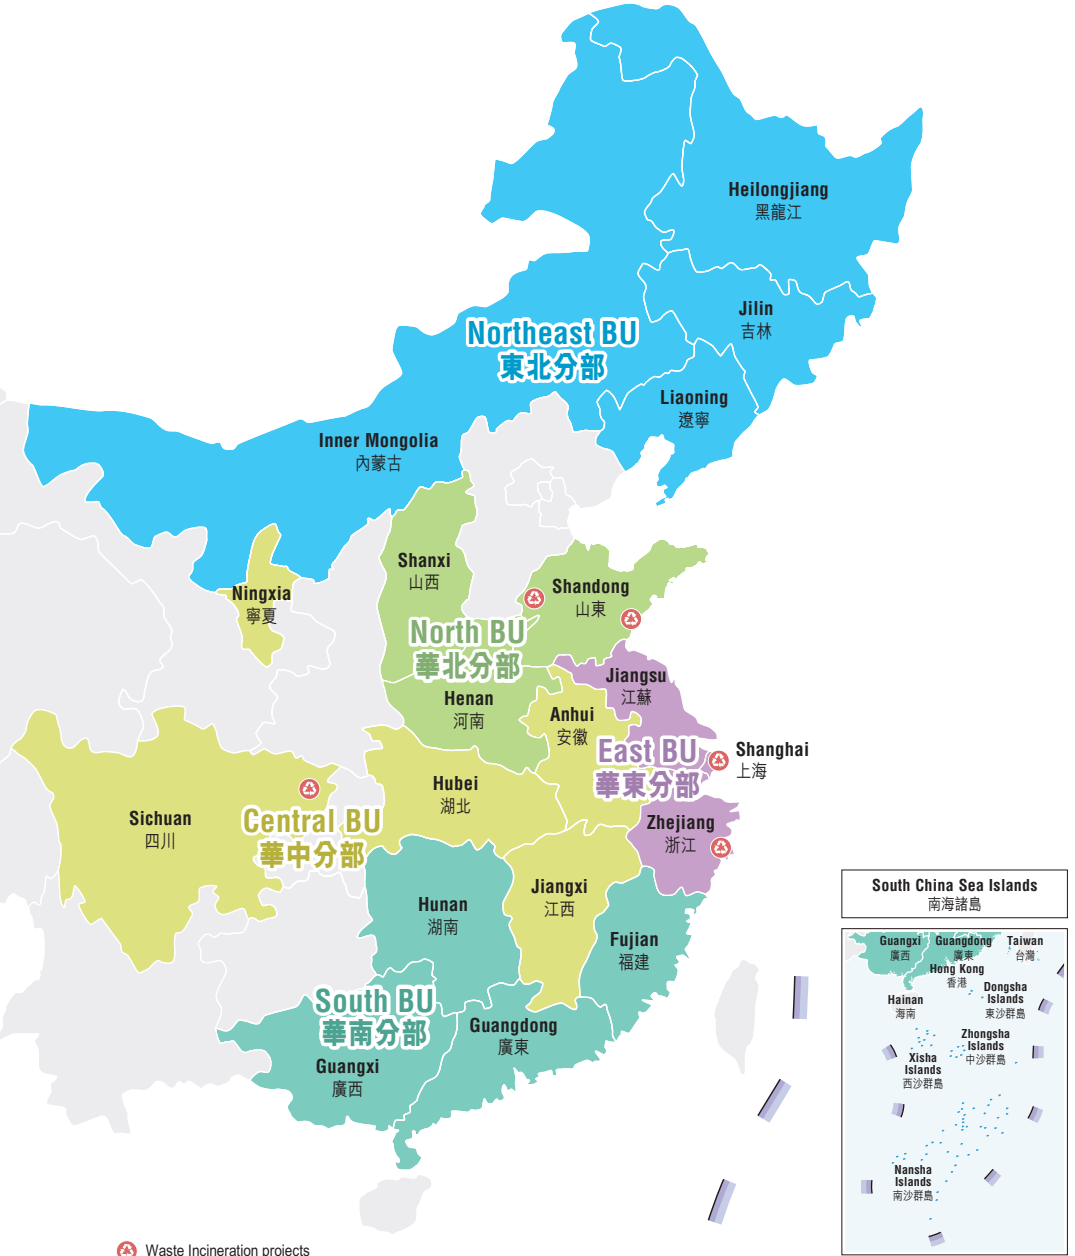 Heilongjiang
黑龍江
Jilin
吉林
Northeast BU
東北分部
Liaoning
遼寧
Inner Mongolia
內蒙古
Shanxi
山西
Ningxia
寧夏
Shandong
山東
North BU
華北分部
Jiangsu
江蘇
Henan
河南
Anhui
安徽
East BU
華東分部
Shanghai
上海
Hubei
湖北
Sichuan
四川
Central BU
華中分部
Zhejiang
浙江
Jiangxi
江西
Hunan
湖南
Fujian
福建
South BU
華南分部
Guangdong
廣東
Guangxi
廣西
South China Sea Islands
南海諸島
Guangxi
廣西
Guangdong
廣東
Taiwan
台灣
Hong Kong
香港
Dongsha
Islands
東沙群島
Hainan
海南
Zhongsha
Islands
中沙群島
Xisha
Islands
西沙群島
Nansha
Islands
南沙群島
Waste Incineration projects